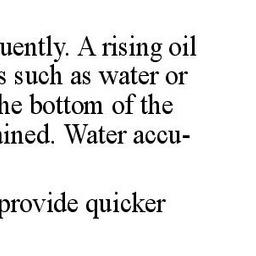 uently. A rising oil
s such as water or
he bottom of the
ained. Water accu-
provide quicker